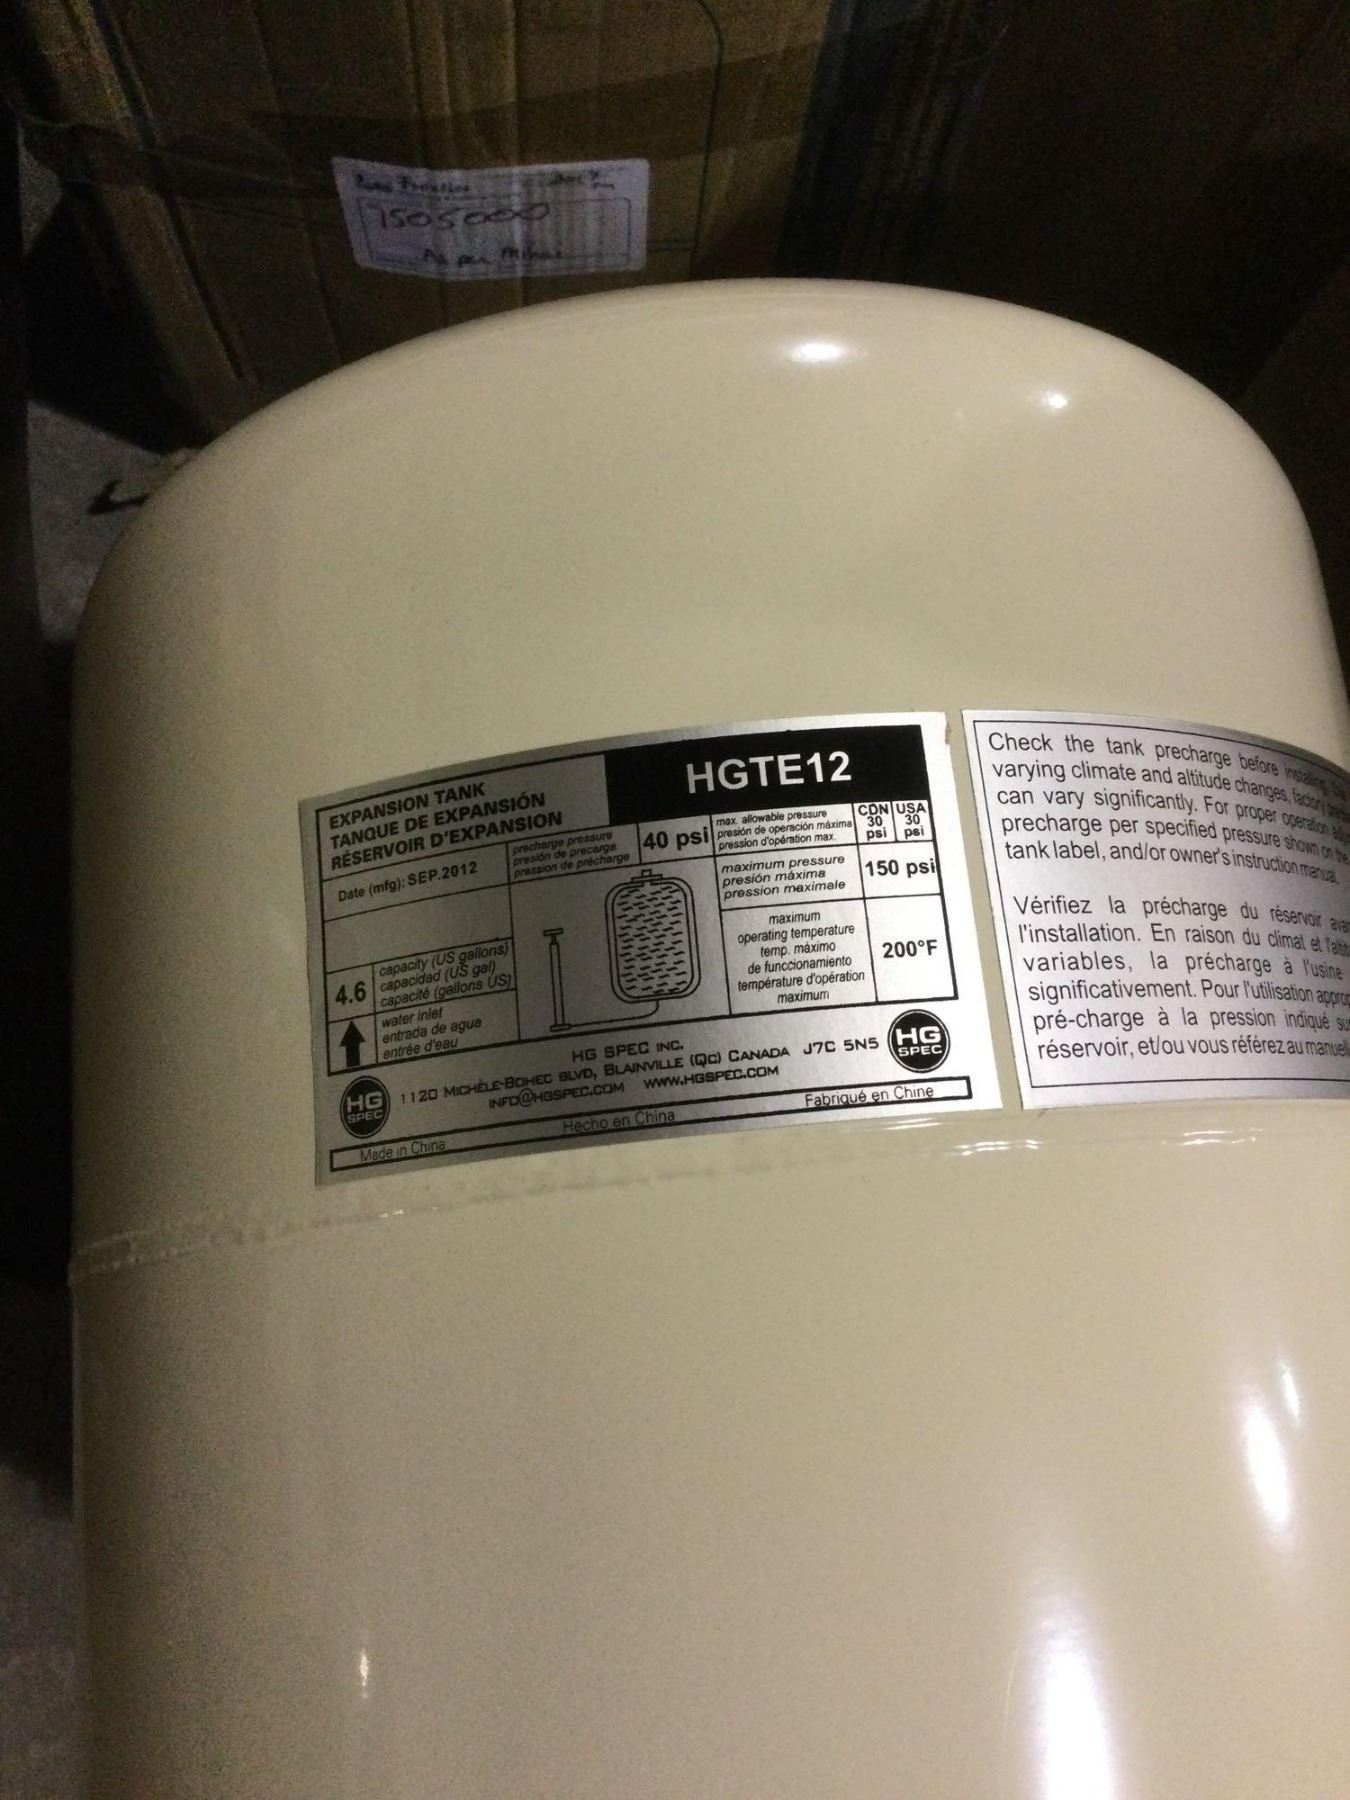 7505000
As per
HGTE12
EXPANSION TANK
TANQUE DE EXPANSIÓN
RÉSERVOIR D'EXPANSION
Date (mfg): SEP.2012
precharge pressure
presión de precarga
pression de précharge
40 psi
max. allowable pressure
presión de operación máxima
pression d'opération max.
CDN
30
psi
USA
30
psi
maximum pressure
presión máxima
pression maximale
150 psi
maximum
operating temperature
temp. máximo
de funccionamiento
température d'opération
maximum
200°F
4.6
capacity (US gallons)
capacidad (US gal)
capacité (gallons US)
water inlet
entrada de agua
entrée d'eau
HG SPEC INC.
1120 MICHÈLE-BOHEC BLVD, BLAINVILLE (QC) CANADA J7C 5N5
INFO@HGSPEC.COM WWW.HGSPEC.COM
HG
SPEC
HG
SPEC
Made in China Hecho en China Fabriqué en Chine
Check the tank precharge before installing.
varying climate and altitude changes, factory
can vary significantly. For proper operation
precharge per specified pressure shown on the
tank label, and/or owner's instruction manual.
Vérifiez la précharge du réservoir
l'installation. En raison du climat et
variables, la précharge à l'usine
significativement. Pour l'utilisation
pré-charge à la pression indiqué
réservoir, et/ou vous référez au